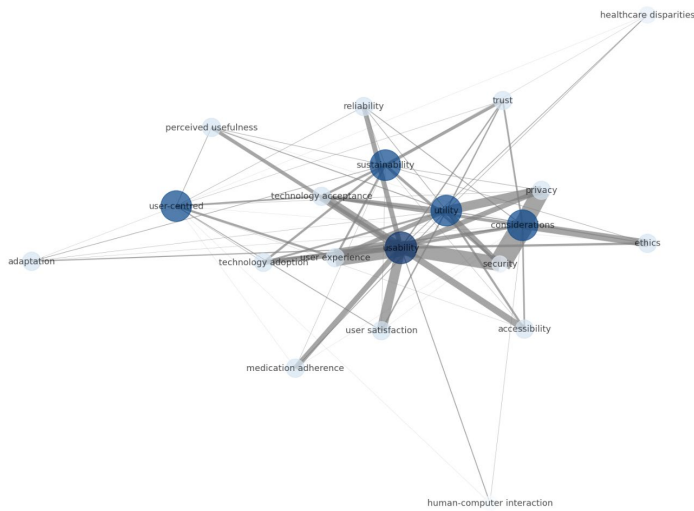 healthcare disparities
trust
reliability
perceived usefulness
sustainability
privacy
technology acceptance
user-centred
utility
considerations
ethics
usability
user experience
adaptation
technology adoption
security
accessibility
user satisfaction
medication adherence
human-computer interaction